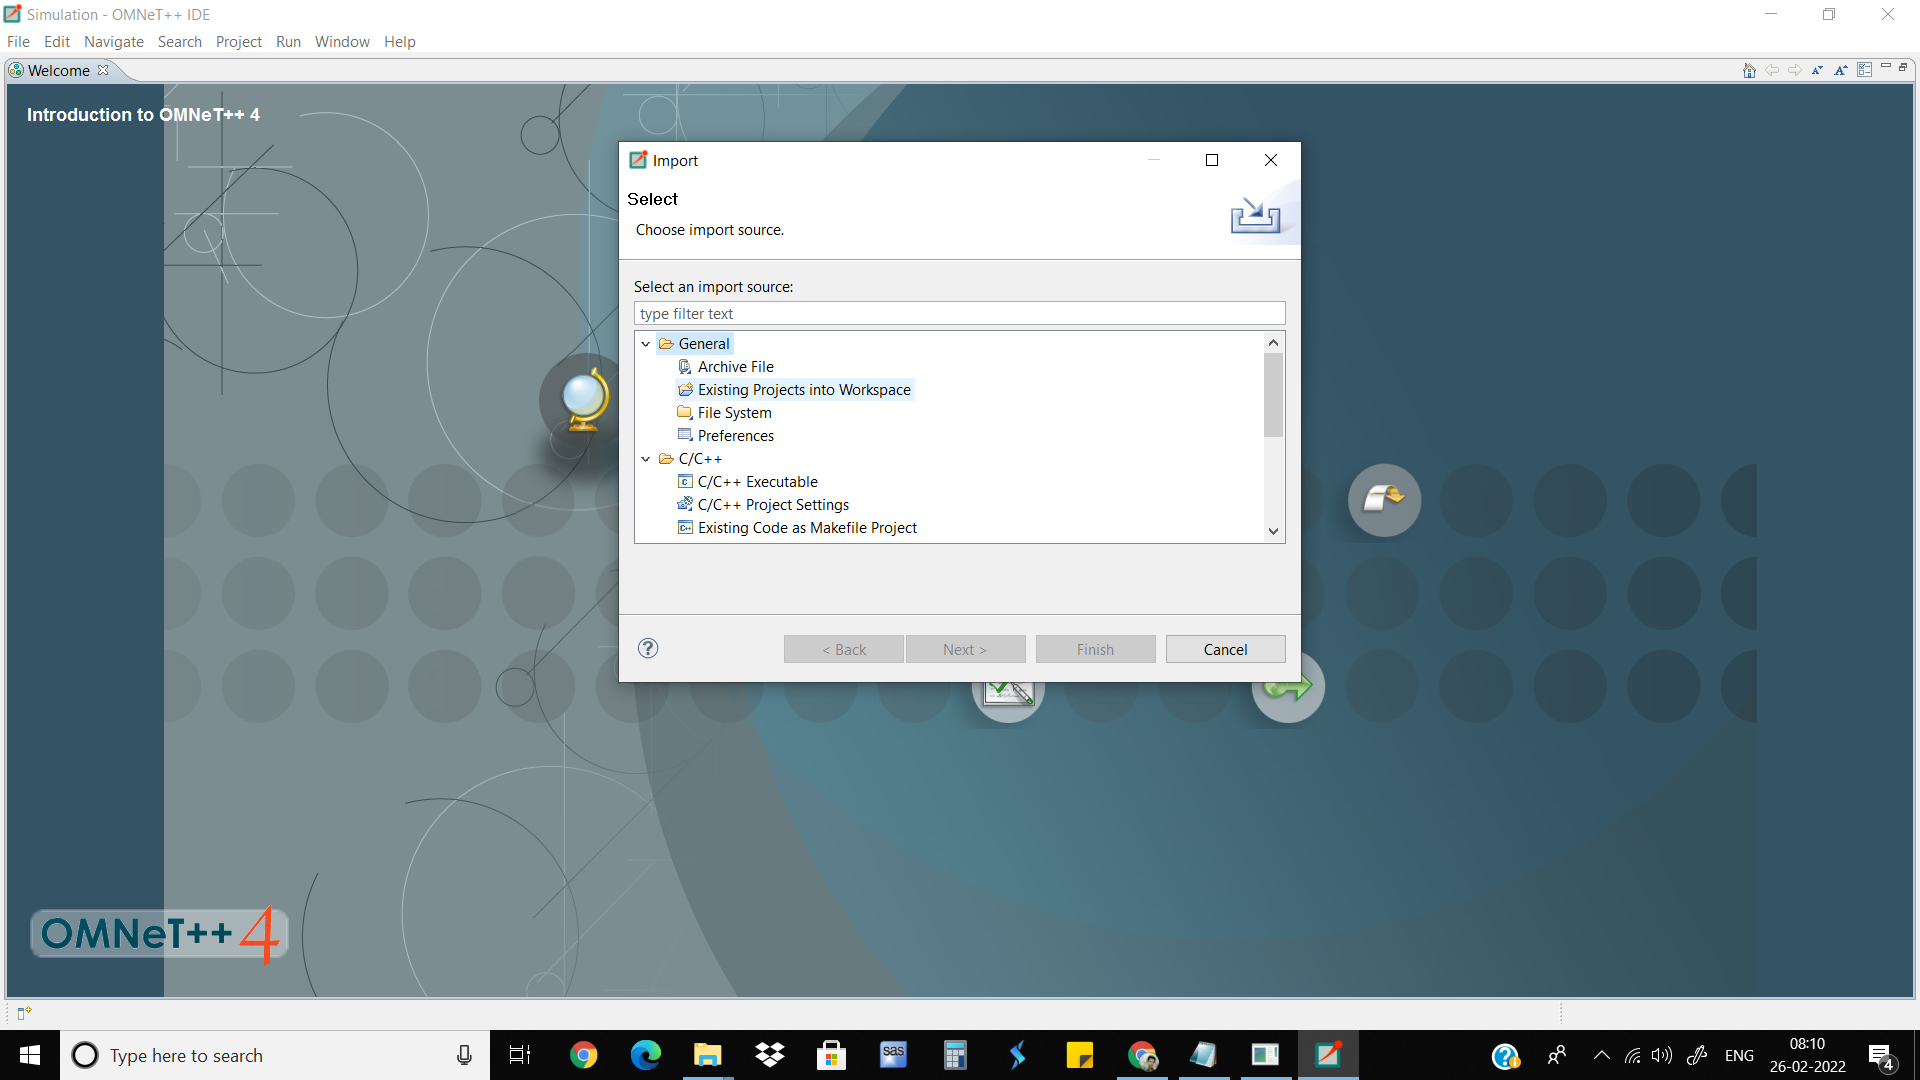 Simulation - OMNeT++ IDE
File Edit Navigate Search Project Run Window Help
Welcome
Introduction to OMNeT++ 4
Import
Select
Choose import source.
Select an import source:
type filter text
General
Archive File
Existing Projects into Workspace
File System
Preferences
C/C++
C/C++ Executable
C/C++ Project Settings
Existing Code as Makefile Project
< Back Next > Finish Cancel
OMNeT++ 4
Type here to search
sas
ENG
08:10
26-02-2022
4